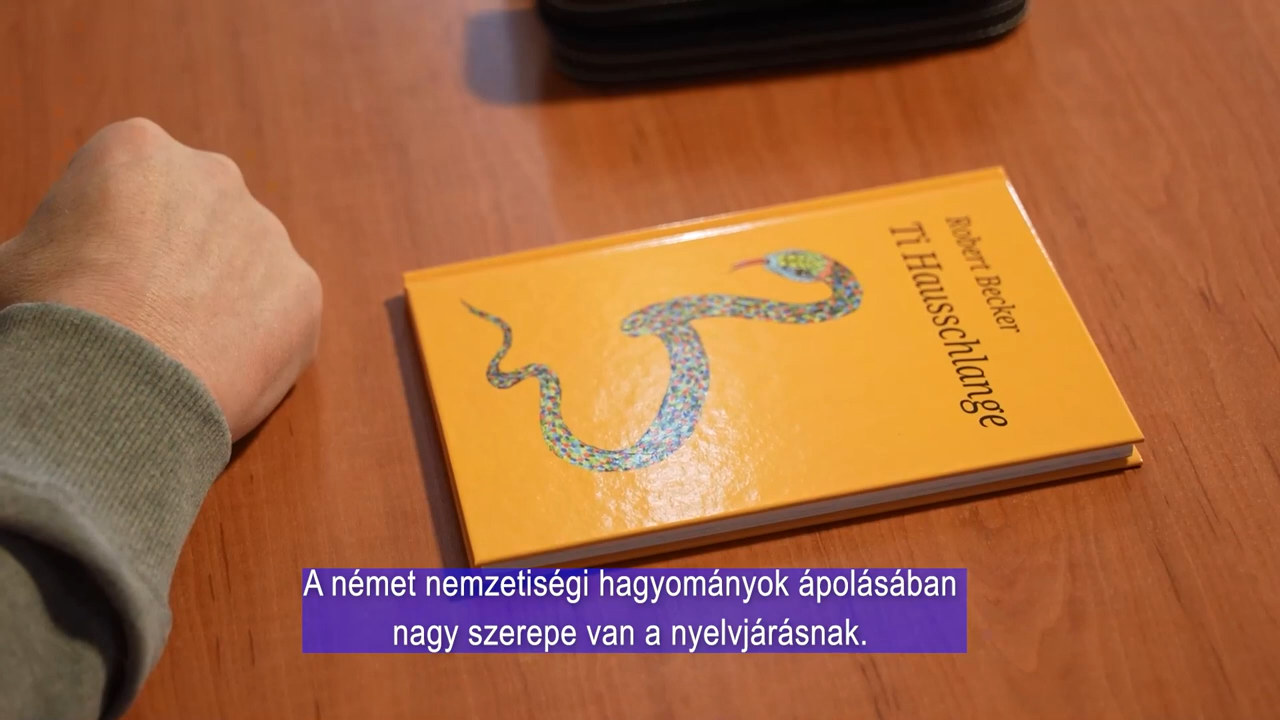 Robert Becker
Ti Hausschlange
A német nemzetiségi hagyományok ápolásában
nagy szerepe van a nyelvjárásnak.